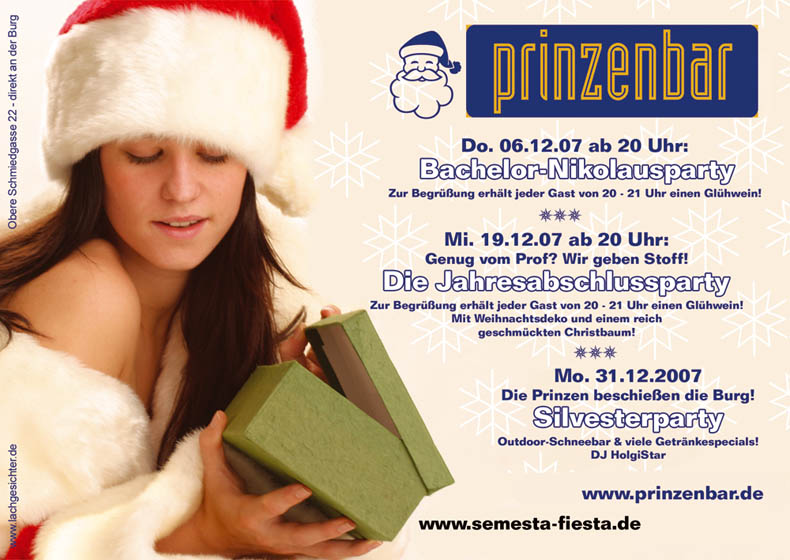 Obere Schmiedgasse 22 - direkt an der Burg
www.lachgesichter.de
prinzenbar
Do. 06.12.07 ab 20 Uhr:
Bachelor-Nikolausparty
Zur Begrüßung erhält jeder Gast von 20 - 21 Uhr einen Glühwein!
Mi. 19.12.07 ab 20 Uhr:
Genug vom Prof? Wir geben Stoff!
Die Jahresabschlussparty
Zur Begrüßung erhält jeder Gast von 20 - 21 Uhr einen Glühwein!
Mit Weihnachtsdeko und einem reich
geschmückten Christbaum!
Mo. 31.12.2007
Die Prinzen beschießen die Burg!
Silvesterparty
Outdoor-Schneebar & viele Getränkespecials!
DJ HolgiStar
www.prinzenbar.de
www.semesta-fiesta.de